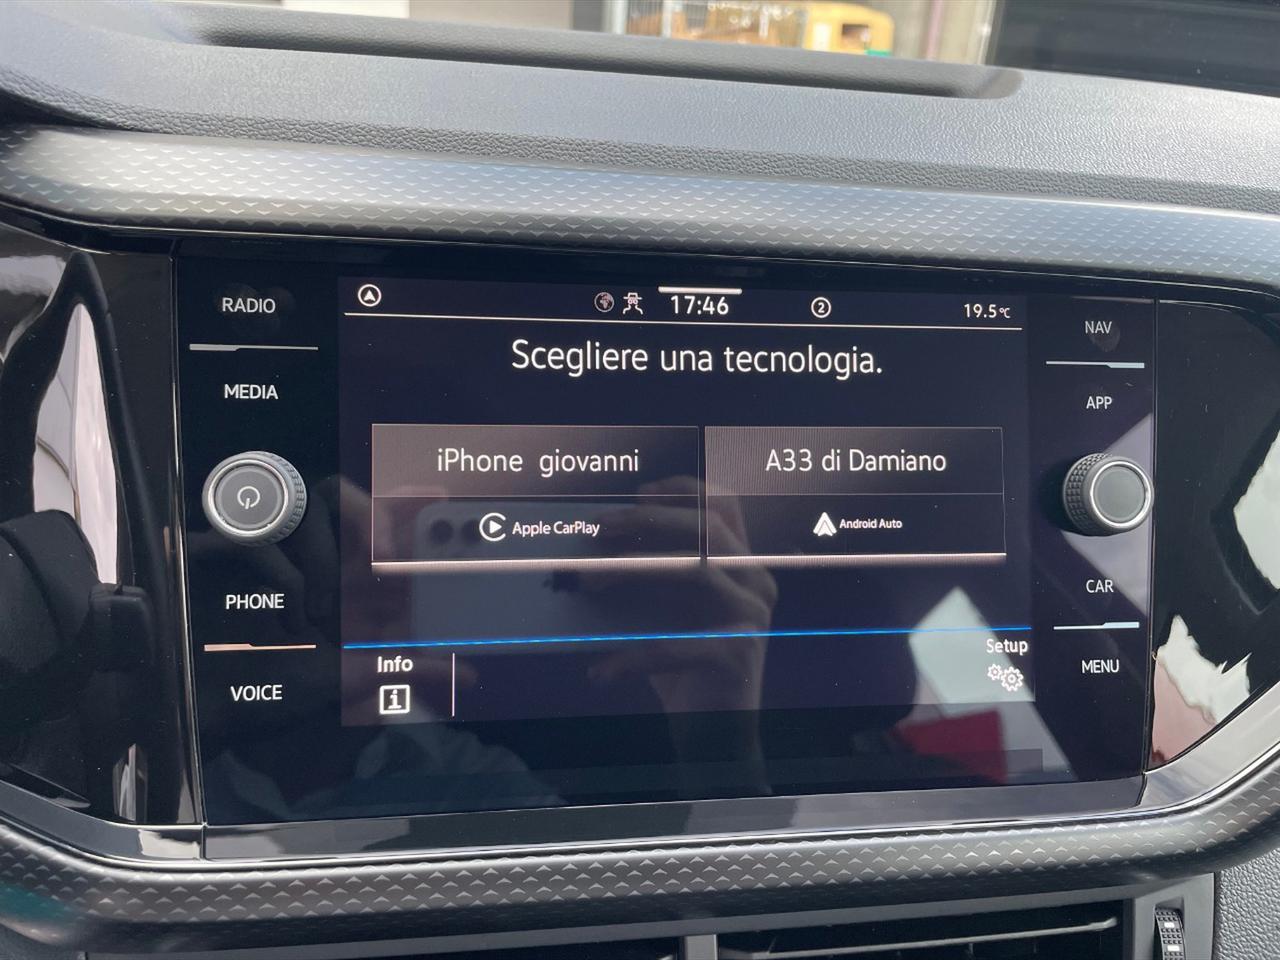 RADIO
MEDIA
PHONE
VOICE
17:46
2
19.5°C
Scegliere una tecnologia.
iPhone giovanni
Apple CarPlay
A33 di Damiano
Android Auto
Info
i
Setup
NAV
APP
CAR
MENU